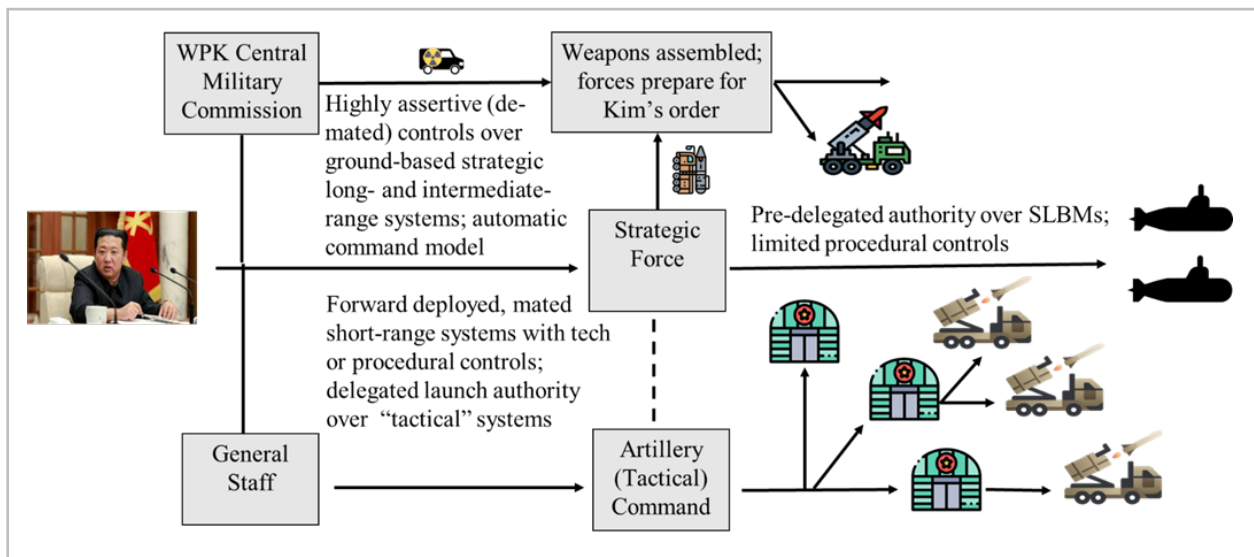 WPK Central
Military
Commission
Highly assertive (de-
mated) controls over
ground-based strategic
long- and intermediate-
range systems; automatic
command model
Weapons assembled;
forces prepare for
Kim’s order
Strategic
Force
Pre-delegated authority over SLBMs;
limited procedural controls
Forward deployed, mated
short-range systems with tech
or procedural controls;
delegated launch authority
over “tactical” systems
General
Staff
Artillery
(Tactical)
Command